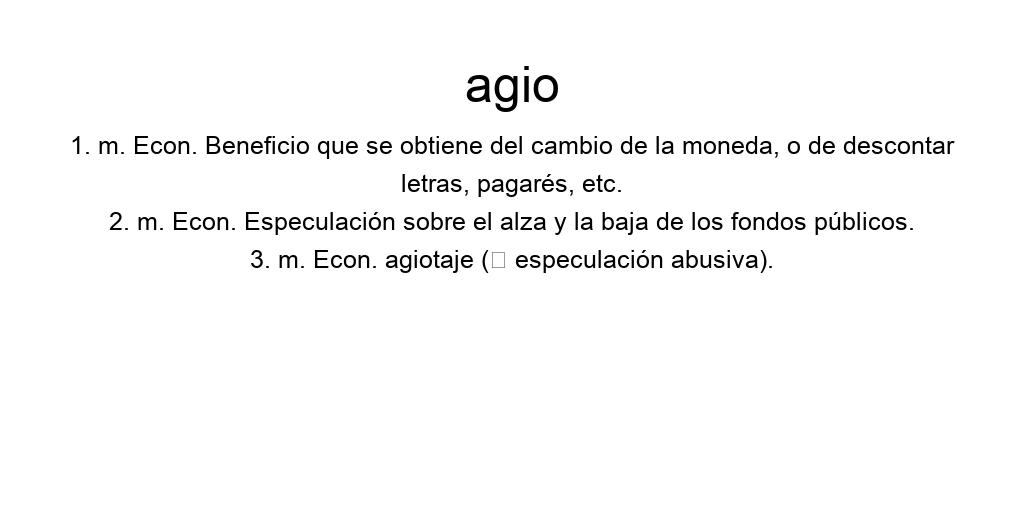 agio
1. m. Econ. Beneficio que se obtiene del cambio de la moneda, o de descontar
letras, pagarés, etc.
2. m. Econ. Especulación sobre el alza y la baja de los fondos públicos.
3. m. Econ. agiotaje (□ especulación abusiva).